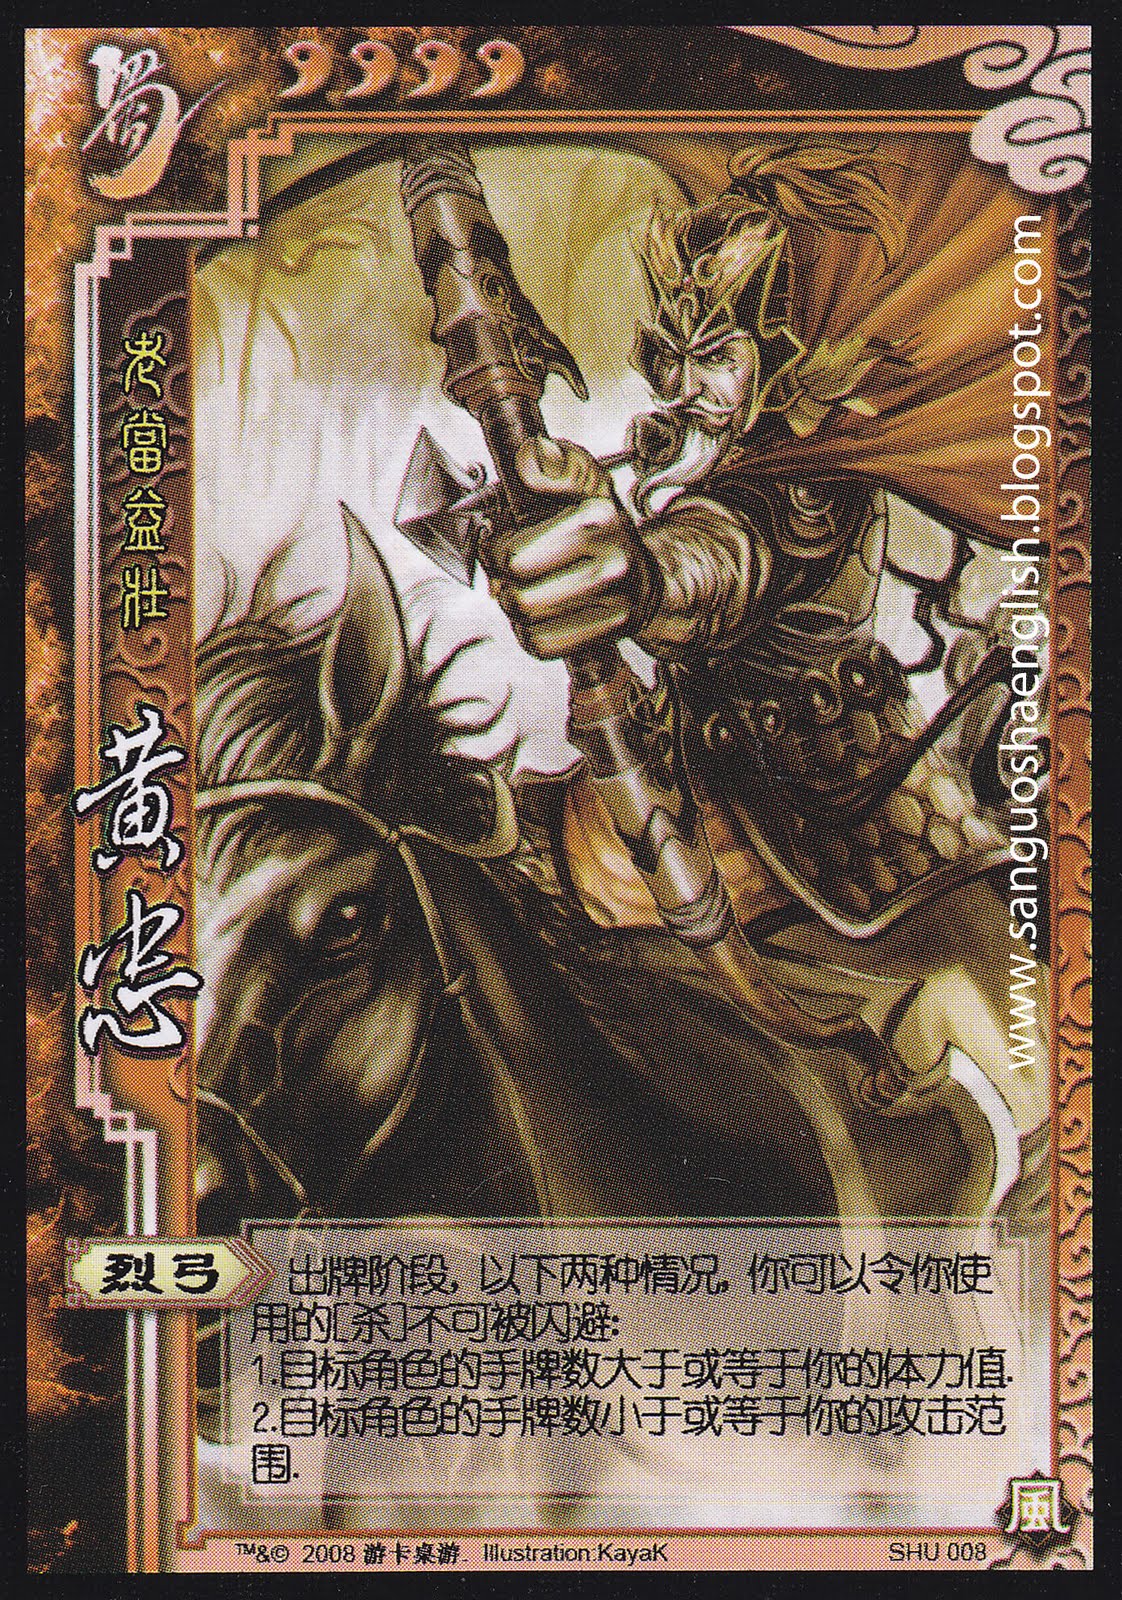 蜀
老當益壯
黃忠
www.sanguoshaenglish.blogspot.com
烈弓
出牌阶段, 以下两种情况, 你可以令你使
用的[杀]不可被闪避:
1.目标角色的手牌数大于或等于你的体力值.
2.目标角色的手牌数小于或等于你的攻击范
围.
風
™&© 2008 游卡桌游. Illustration:KayaK
SHU 008